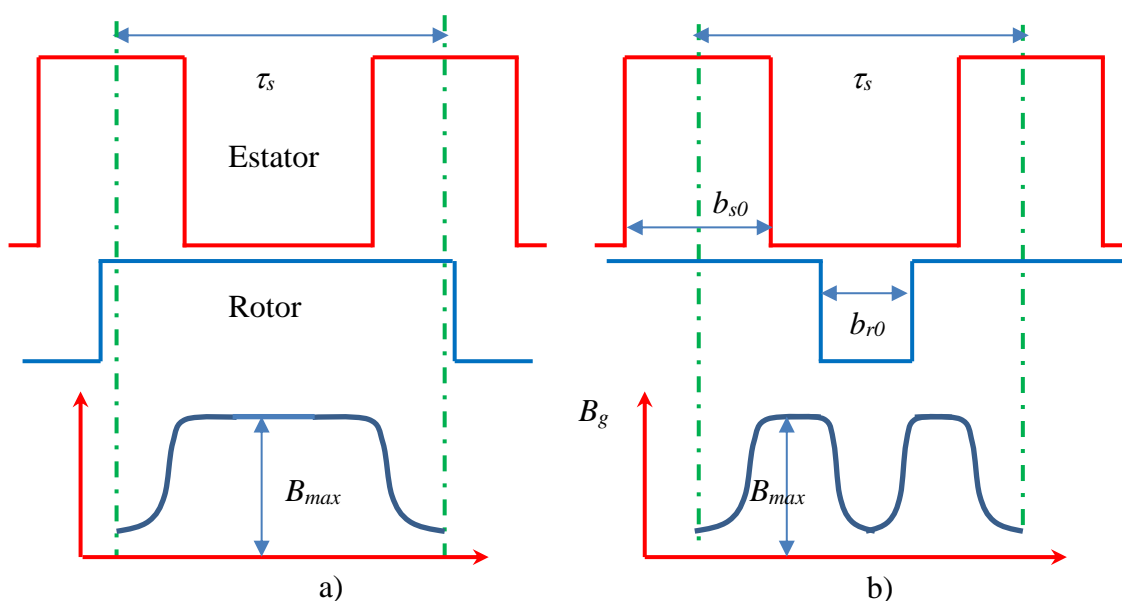 τs
Estator
Rotor
Bmax
a)
τs
bs0
br0
Bg
Bmax
b)